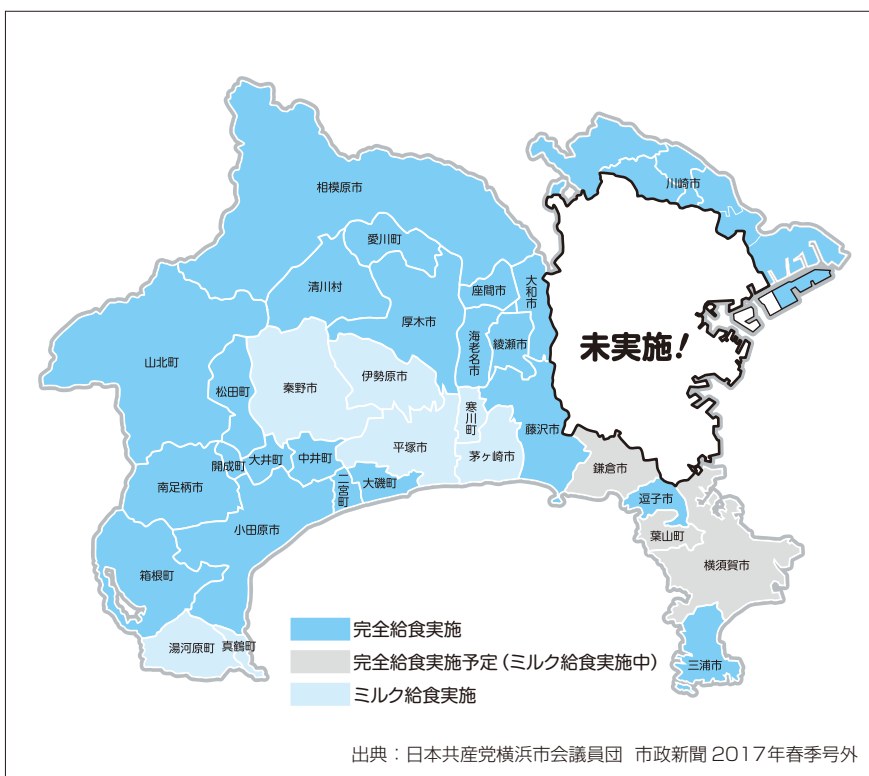 相模原市
川崎市
愛川町
清川村
座間市
大和市
厚木市
海老名市
綾瀬市
未実施!
山北町
松田町
秦野市
伊勢原市
寒川町
藤沢市
平塚市
茅ヶ崎市
開成町
大井町
中井町
鎌倉市
南足柄市
二宮町
大磯町
逗子市
小田原市
葉山町
横須賀市
箱根町
湯河原町
真鶴町
三浦市
完全給食実施
完全給食実施予定(ミルク給食実施中)
ミルク給食実施
出典:日本共産党横浜市会議員団 市政新聞 2017年春季号外